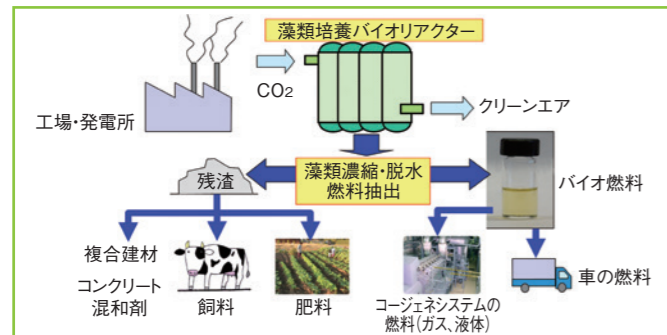 藻類培養バイオリアクター
CO2
工場・発電所
クリーンエア
残渣
藻類濃縮・脱水
燃料抽出
バイオ燃料
複合建材
コンクリート
混和剤
飼料
肥料
コージェネシステムの
燃料(ガス、液体)
車の燃料